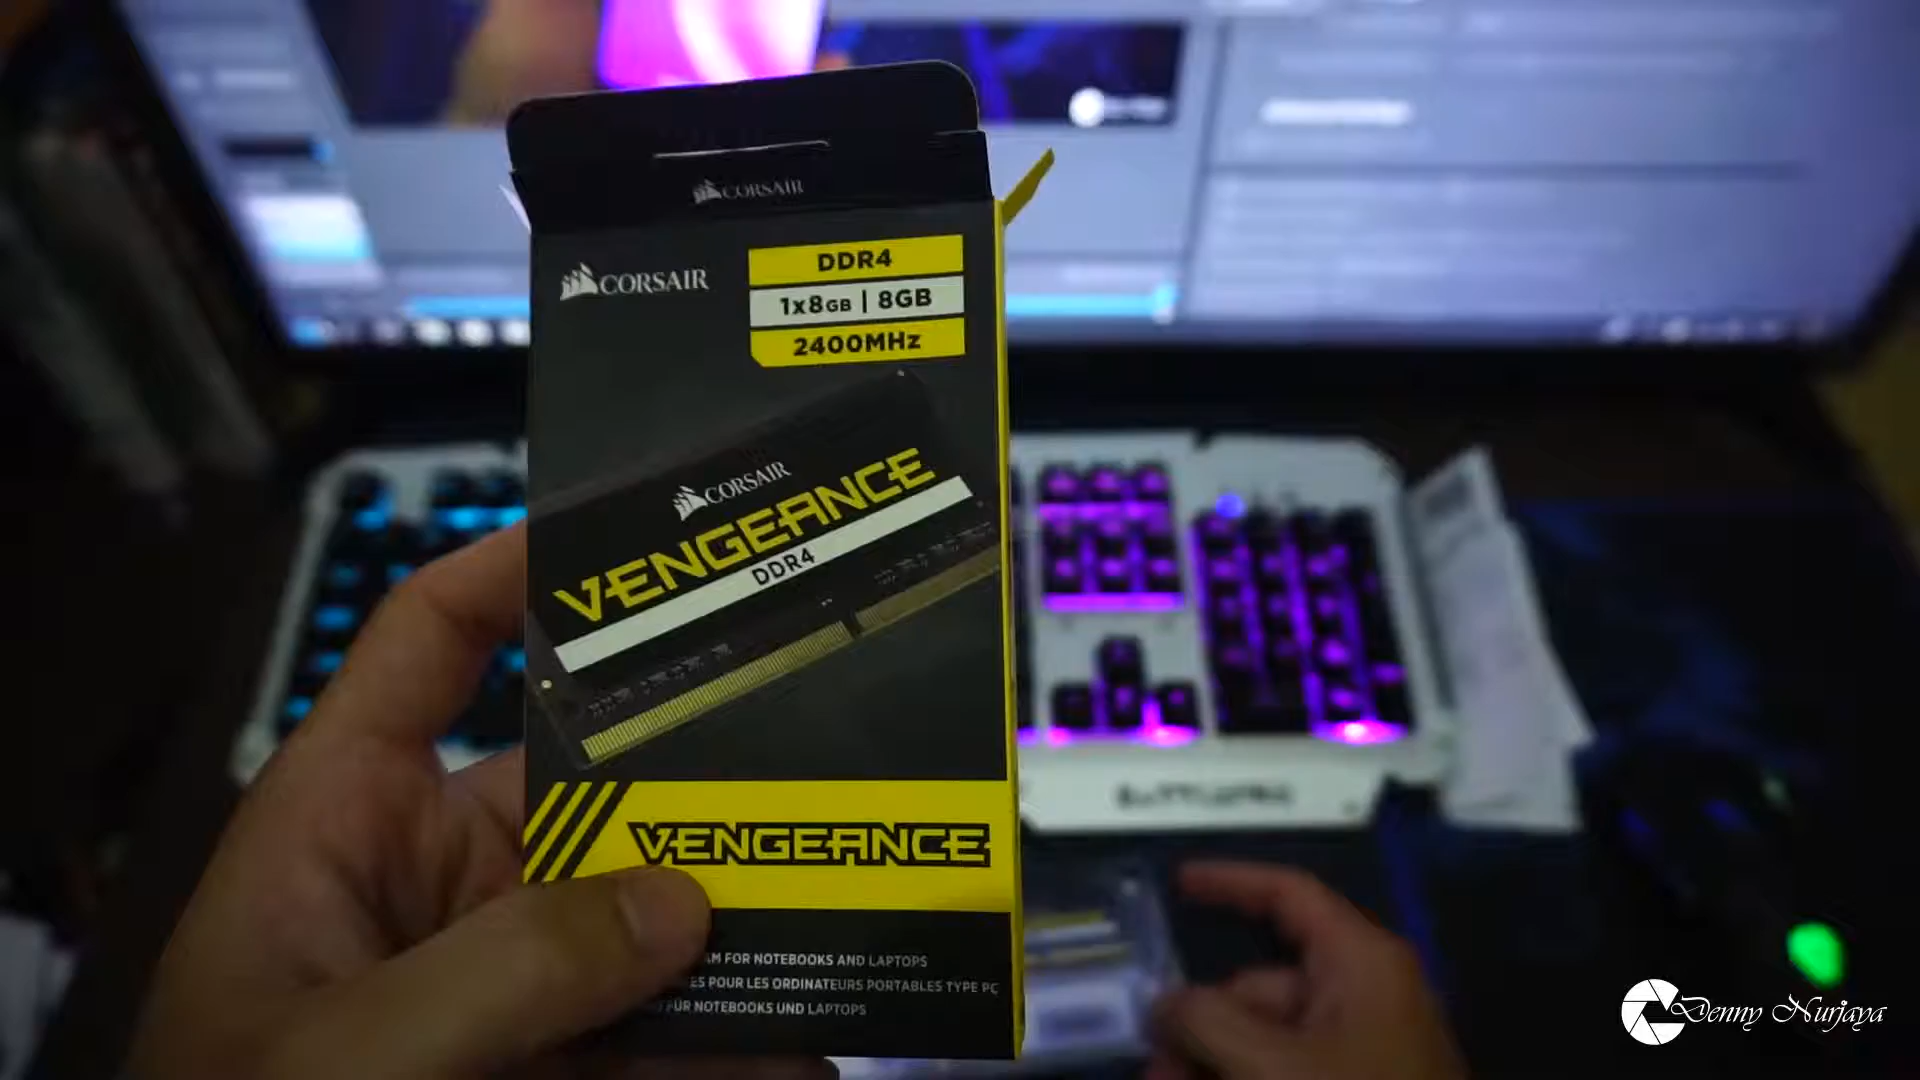 CORSAIR
CORSAIR
DDR4
1x8GB | 8GB
2400MHz
CORSAIR
VENGEANCE
DDR4
VENGEANCE
FOR NOTEBOOKS AND LAPTOPS
POUR LES ORDINATEURS PORTABLES TYPE PC
FÜR NOTEBOOKS UND LAPTOPS
Denny Nurjaya